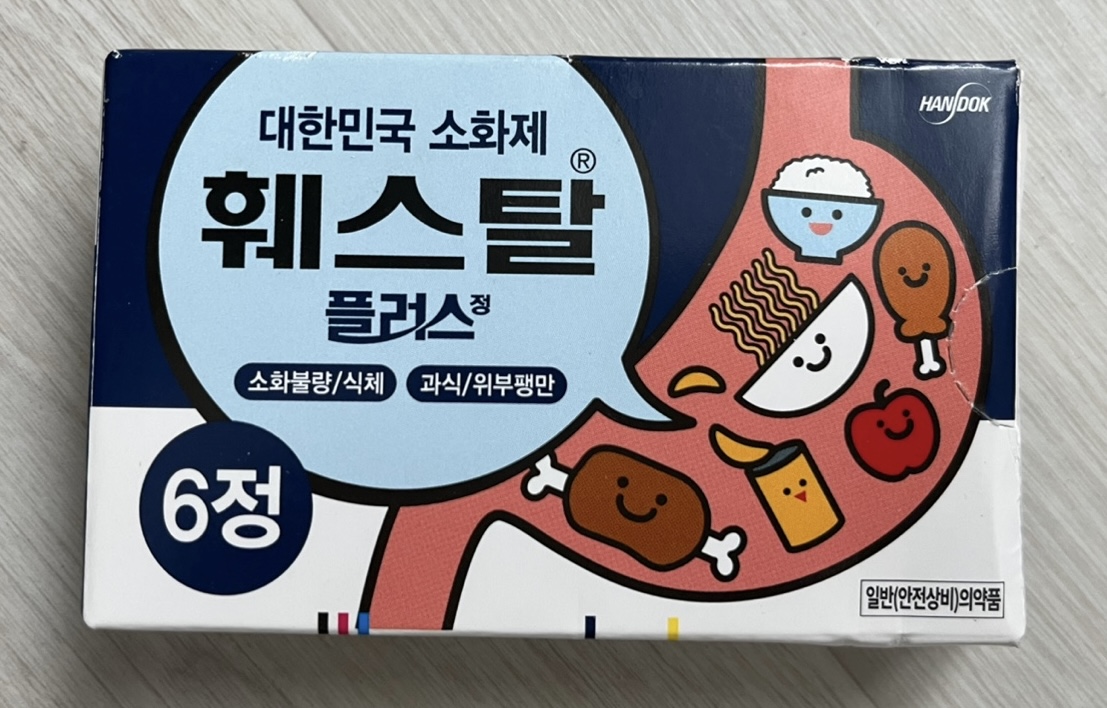 대한민국 소화제
훼스탈®
플러스정
소화불량/식체 과식/위부팽만
6정
HANDOK
일반(안전상비)의약품